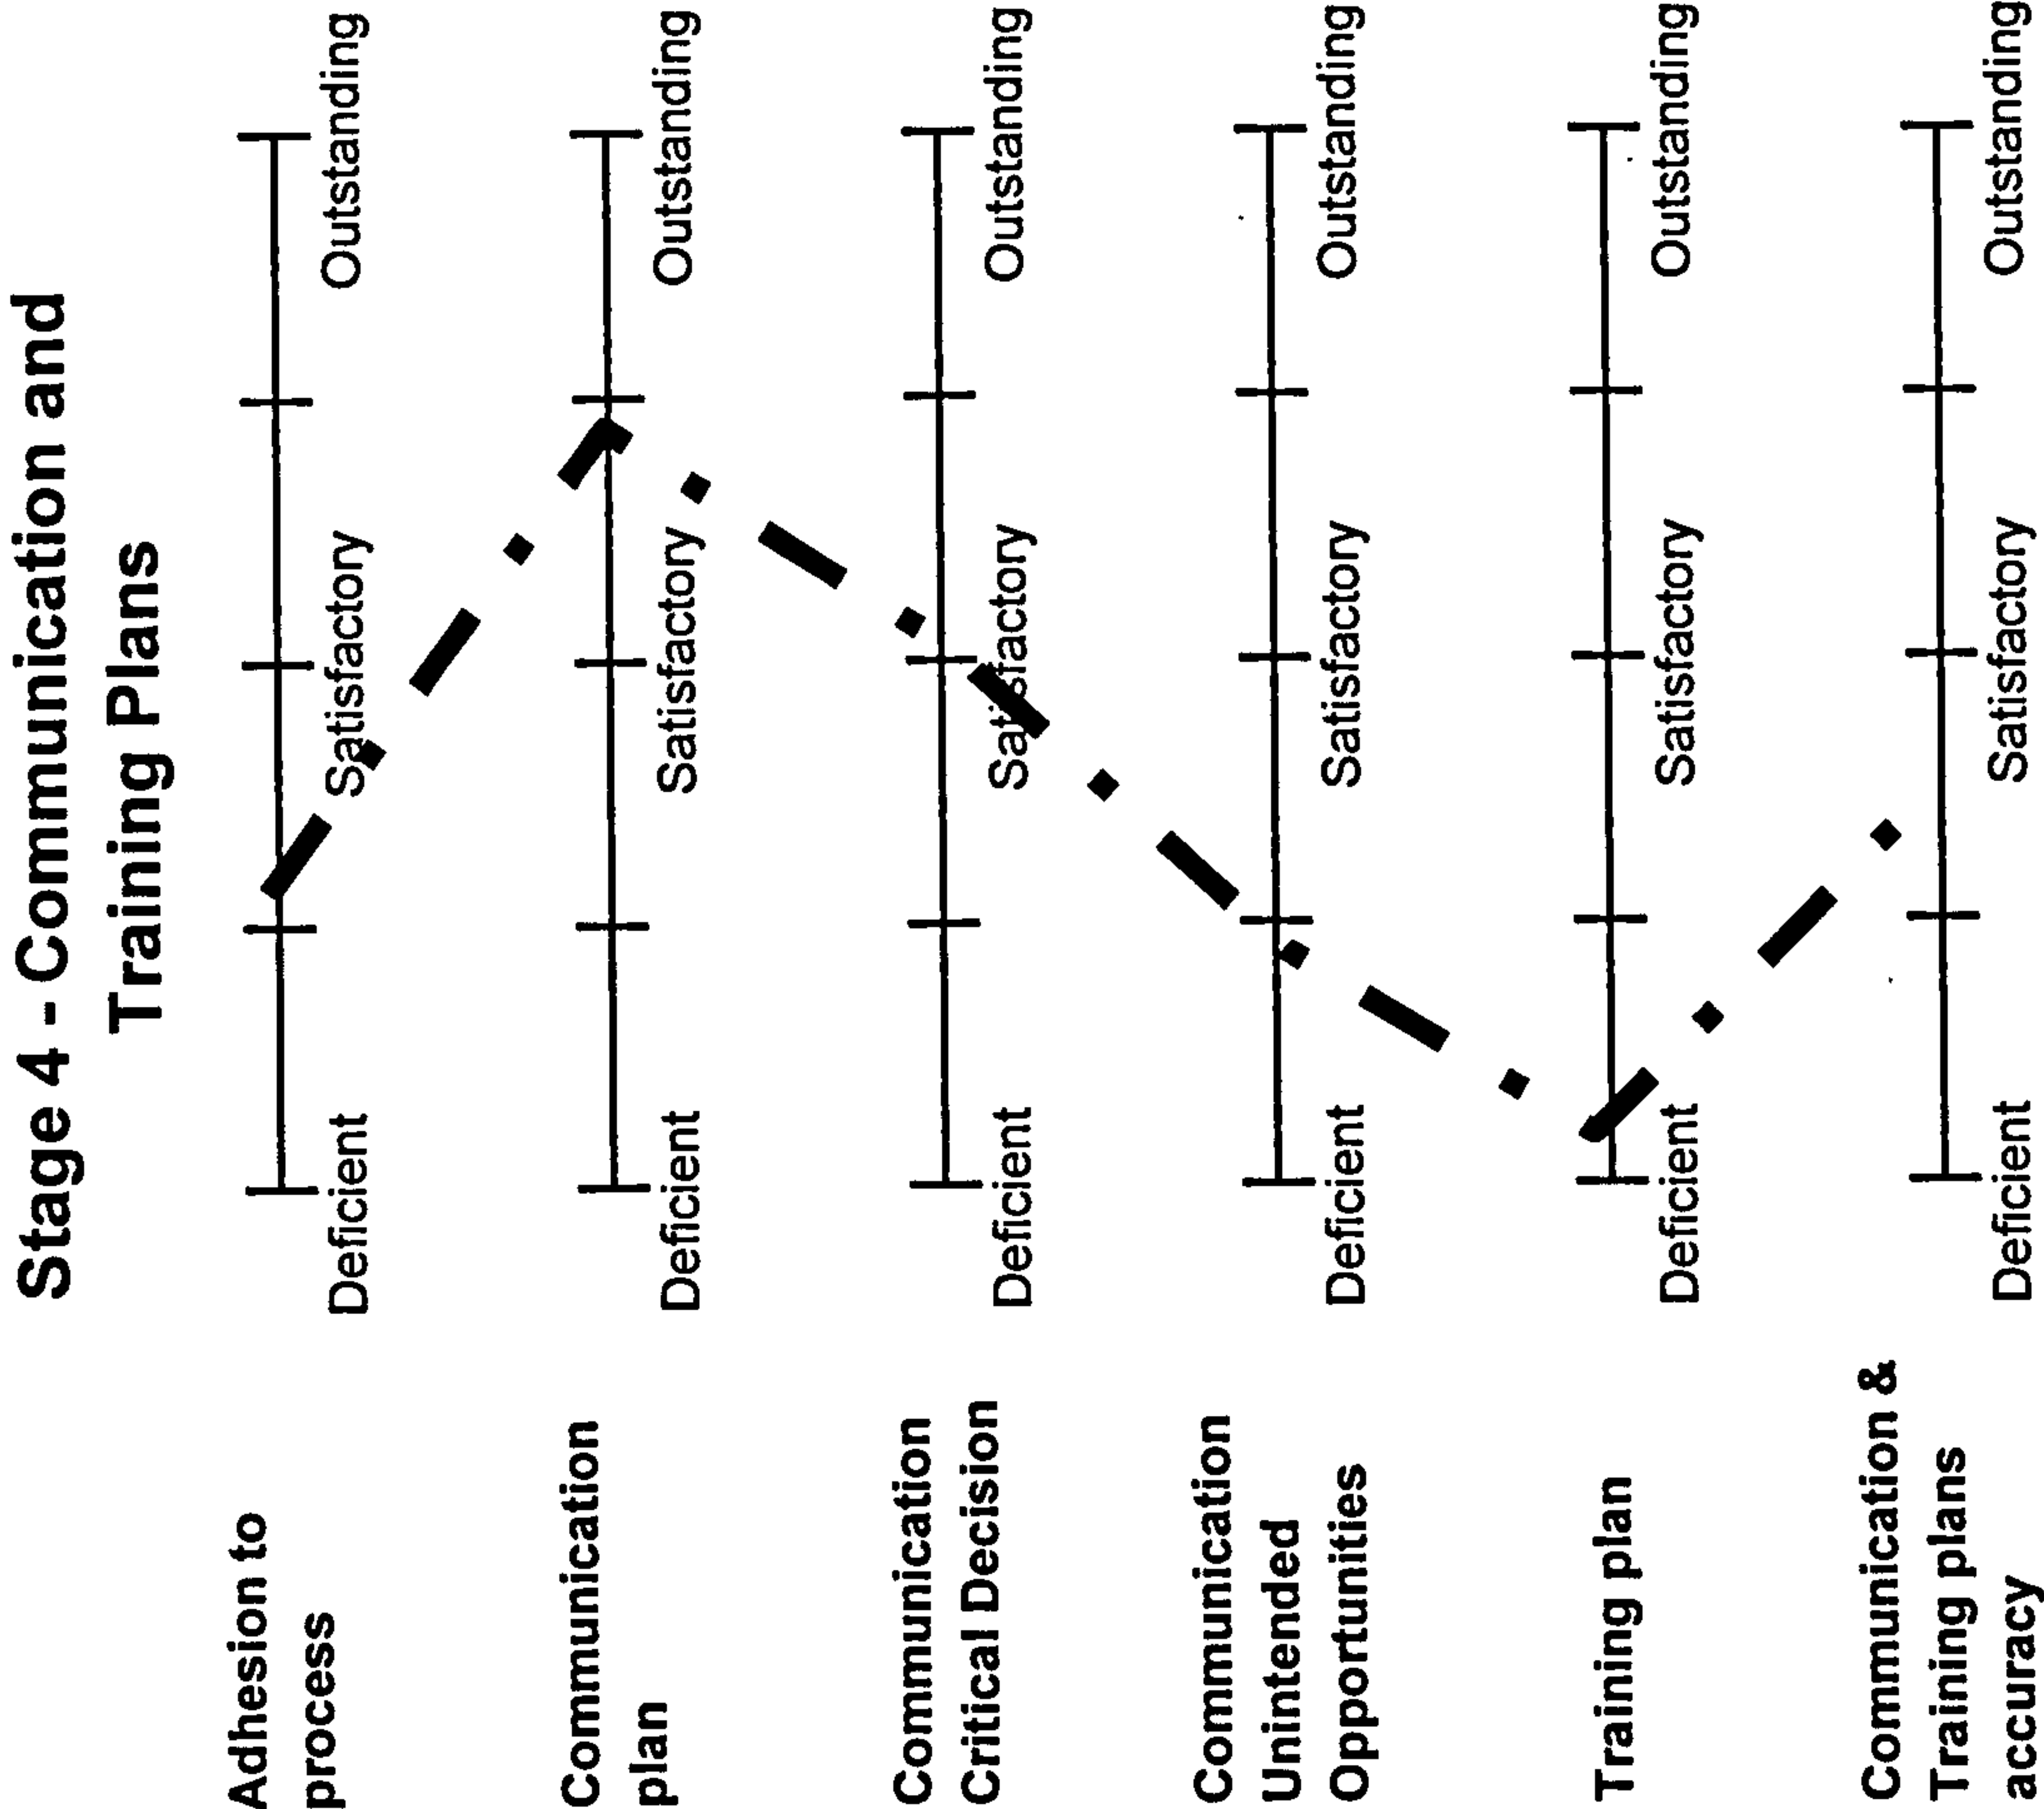 Stage 4 - Communication and
Training Plans
Adhesion to
process
Deficient
Satisfactory
Outstanding
Communication
plan
Deficient
Satisfactory
Outstanding
Communication
Critical Decision
Deficient
Satisfactory
Outstanding
Communication
Unintended
Opportunities
Deficient
Satisfactory
Outstanding
Training plan
Deficient
Satisfactory
Outstanding
Communication &
Training plans
accuracy
Deficient
Satisfactory
Outstanding